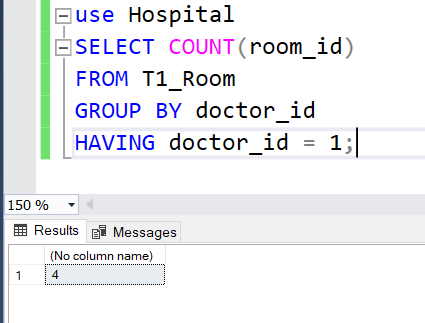 use Hospital
SELECT COUNT(room_id)
FROM T1_Room
GROUP BY doctor_id
HAVING doctor_id = 1;
150 %
Results Messages
(No column name)
1 4